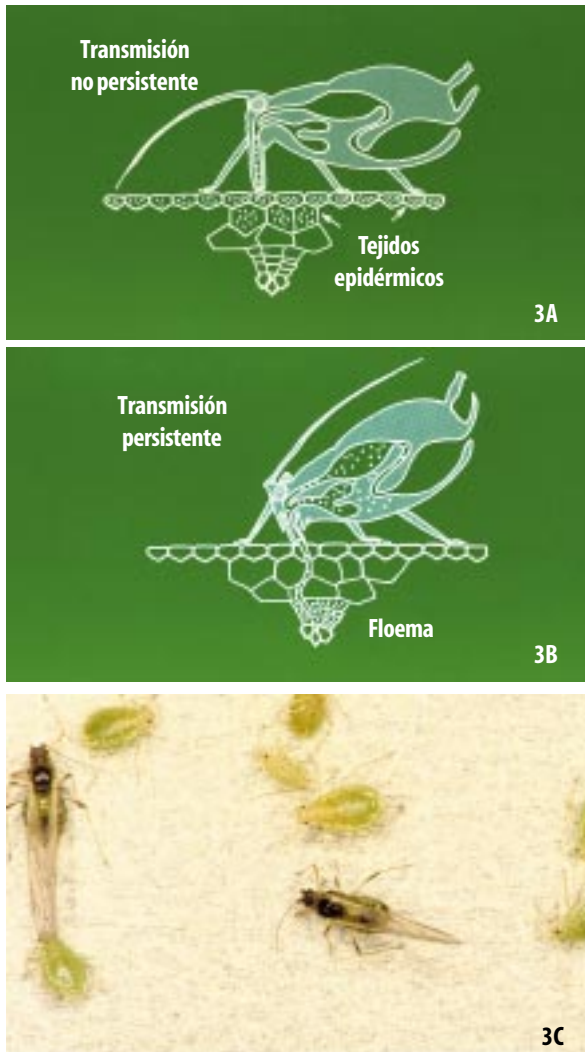 Transmisión
no persistente
Tejidos
epidérmicos
3A
Transmisión
persistente
Floema
3B
3C